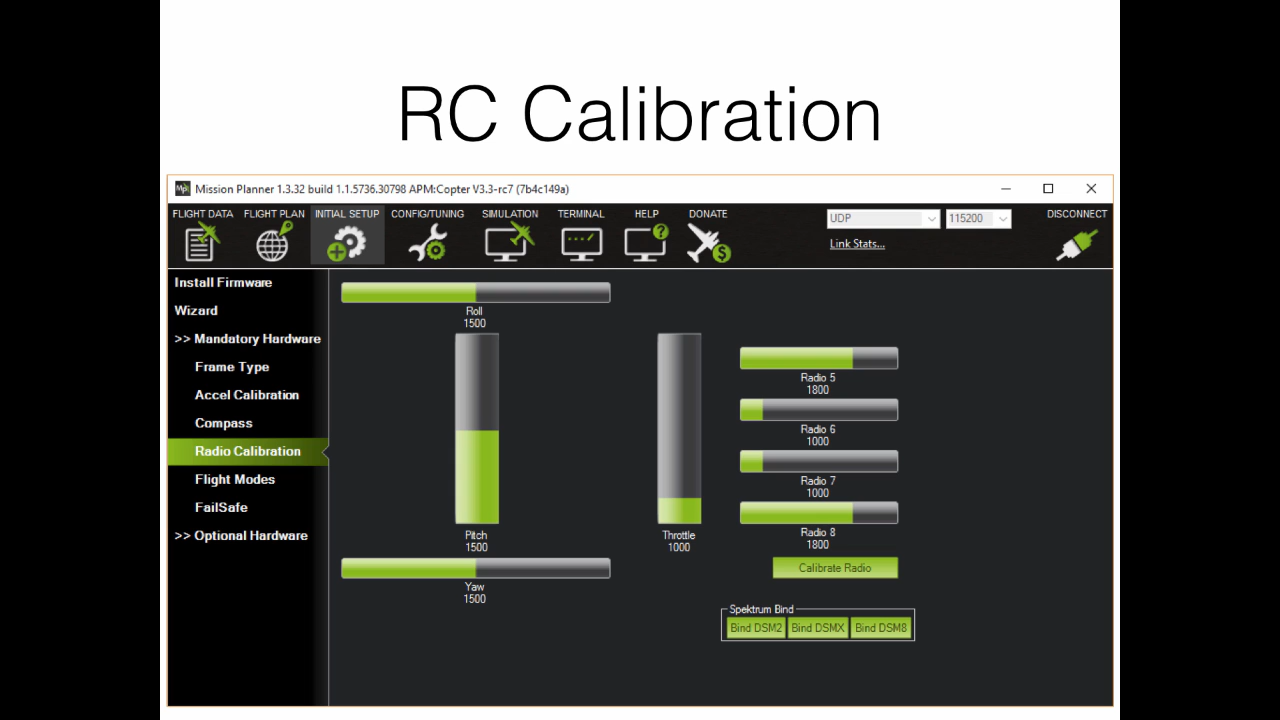 RC Calibration
Mission Planner 1.3.32 build 1.1.5736.30798 APM:Copter V3.3-rc7 (7b4c149a)
FLIGHT DATA FLIGHT PLAN INITIAL SETUP CONFIG/TUNING SIMULATION TERMINAL HELP DONATE UDP 115200 DISCONNECT
Link Stats...
Install Firmware
Wizard
>> Mandatory Hardware
Frame Type
Accel Calibration
Compass
Radio Calibration
Flight Modes
FailSafe
>> Optional Hardware
Roll
1500
Pitch
1500
Throttle
1000
Yaw
1500
Radio 5
1800
Radio 6
1000
Radio 7
1000
Radio 8
1800
Calibrate Radio
Spektrum Bind
Bind DSM2 Bind DSMX Bind DSM8